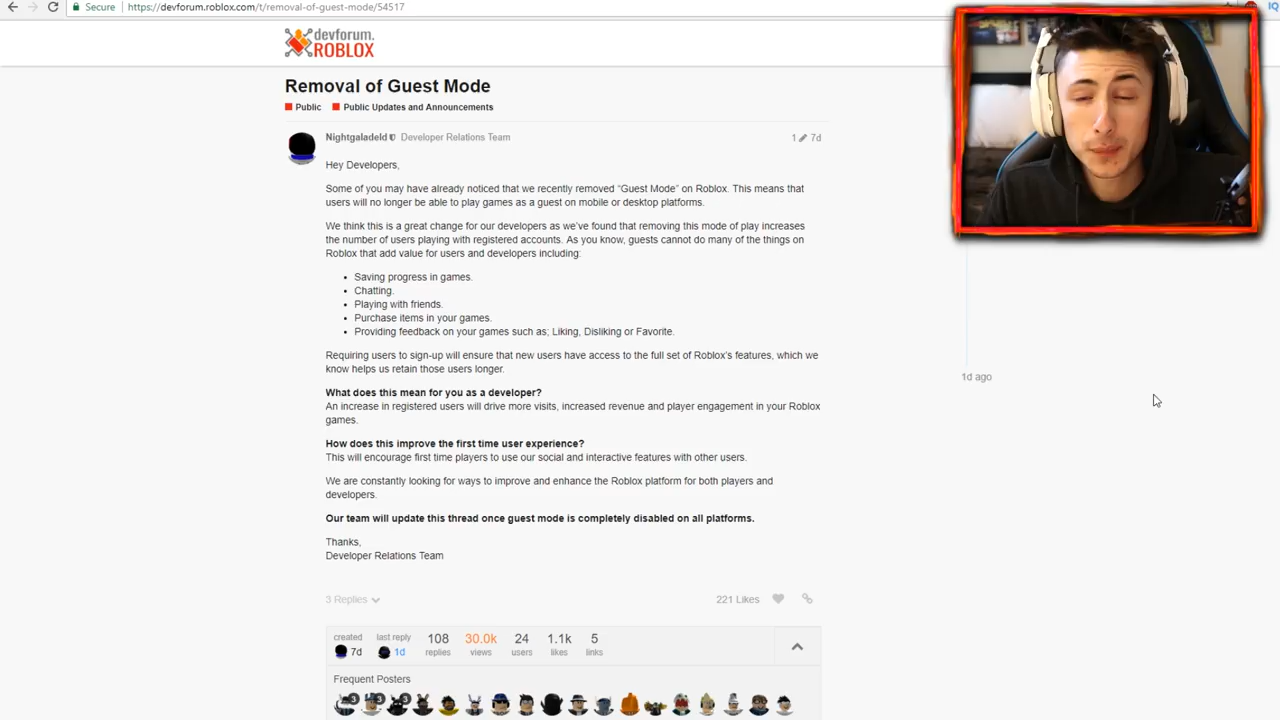 Secure https://devforum.roblox.com/t/removal-of-guest-mode/54517
devforum.
ROBLOX
Removal of Guest Mode
Public Public Updates and Announcements
Nightgaladeld Developer Relations Team 1 7d
Hey Developers,
Some of you may have already noticed that we recently removed “Guest Mode” on Roblox. This means that
users will no longer be able to play games as a guest on mobile or desktop platforms.
We think this is a great change for our developers as we’ve found that removing this mode of play increases
the number of users playing with registered accounts. As you know, guests cannot do many of the things on
Roblox that add value for users and developers including:
• Saving progress in games.
• Chatting.
• Playing with friends.
• Purchase items in your games.
• Providing feedback on your games such as; Liking, Disliking or Favorite.
Requiring users to sign-up will ensure that new users have access to the full set of Roblox’s features, which we
know helps us retain those users longer.
What does this mean for you as a developer?
An increase in registered users will drive more visits, increased revenue and player engagement in your Roblox
games.
How does this improve the first time user experience?
This will encourage first time players to use our social and interactive features with other users.
We are constantly looking for ways to improve and enhance the Roblox platform for both players and
developers.
Our team will update this thread once guest mode is completely disabled on all platforms.
Thanks,
Developer Relations Team
1d ago
3 Replies 221 Likes
created last reply 108 30.0k 24 1.1k 5
7d 1d replies views users likes links
Frequent Posters
3 3 3
IQ